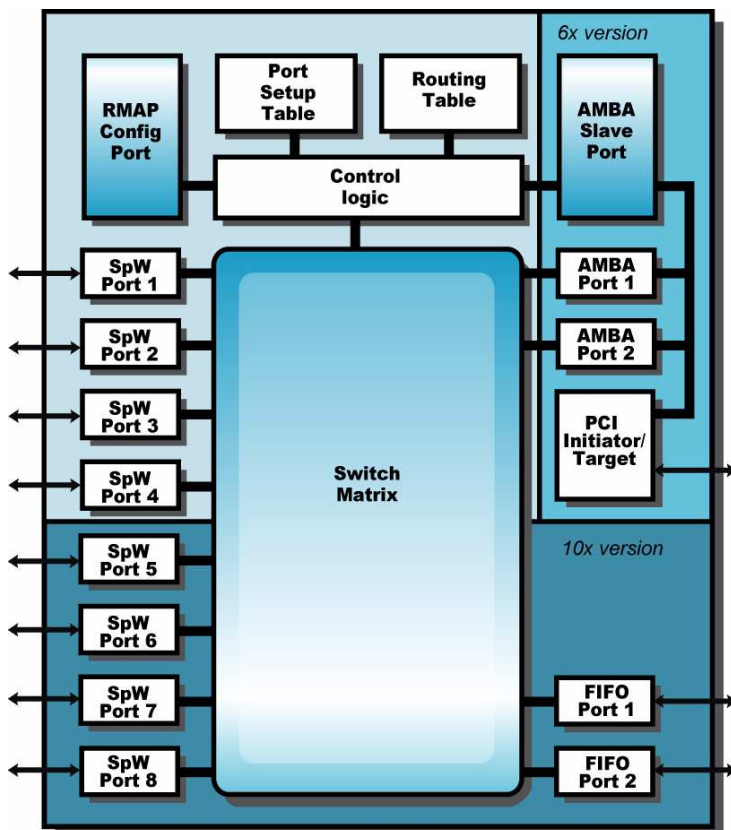 6x version
RMAP
Config
Port
Port
Setup
Table
Routing
Table
AMBA
Slave
Port
Control
logic
SpW
Port 1
AMBA
Port 1
SpW
Port 2
AMBA
Port 2
SpW
Port 3
PCI
Initiator/
Target
SpW
Port 4
Switch
Matrix
SpW
Port 5
10x version
SpW
Port 6
SpW
Port 7
FIFO
Port 1
SpW
Port 8
FIFO
Port 2